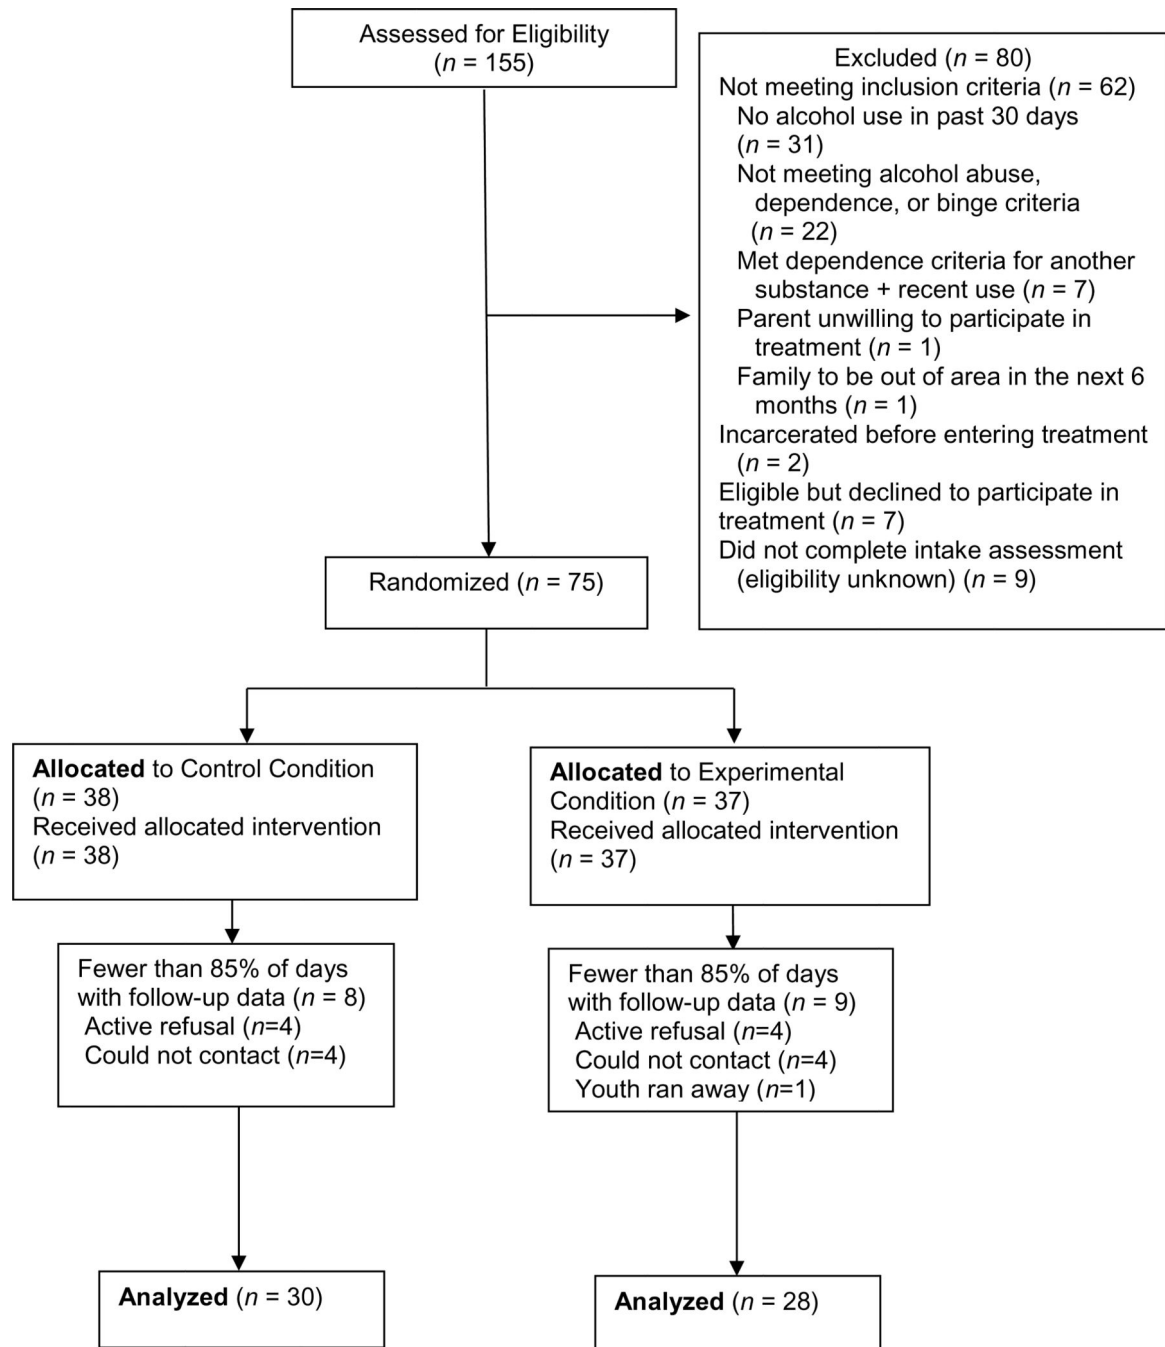 Assessed for Eligibility
(n = 155)
Excluded (n = 80)
Not meeting inclusion criteria (n = 62)
No alcohol use in past 30 days
(n = 31)
Not meeting alcohol abuse,
dependence, or binge criteria
(n = 22)
Met dependence criteria for another
substance + recent use (n = 7)
Parent unwilling to participate in
treatment (n = 1)
Family to be out of area in the next 6
months (n = 1)
Incarcerated before entering treatment
(n = 2)
Eligible but declined to participate in
treatment (n = 7)
Did not complete intake assessment
(eligibility unknown) (n = 9)
Randomized (n = 75)
Allocated to Control Condition
(n = 38)
Received allocated intervention
(n = 38)
Allocated to Experimental
Condition (n = 37)
Received allocated intervention
(n = 37)
Fewer than 85% of days
with follow-up data (n = 8)
Active refusal (n=4)
Could not contact (n=4)
Fewer than 85% of days
with follow-up data (n = 9)
Active refusal (n=4)
Could not contact (n=4)
Youth ran away (n=1)
Analyzed (n = 30)
Analyzed (n = 28)